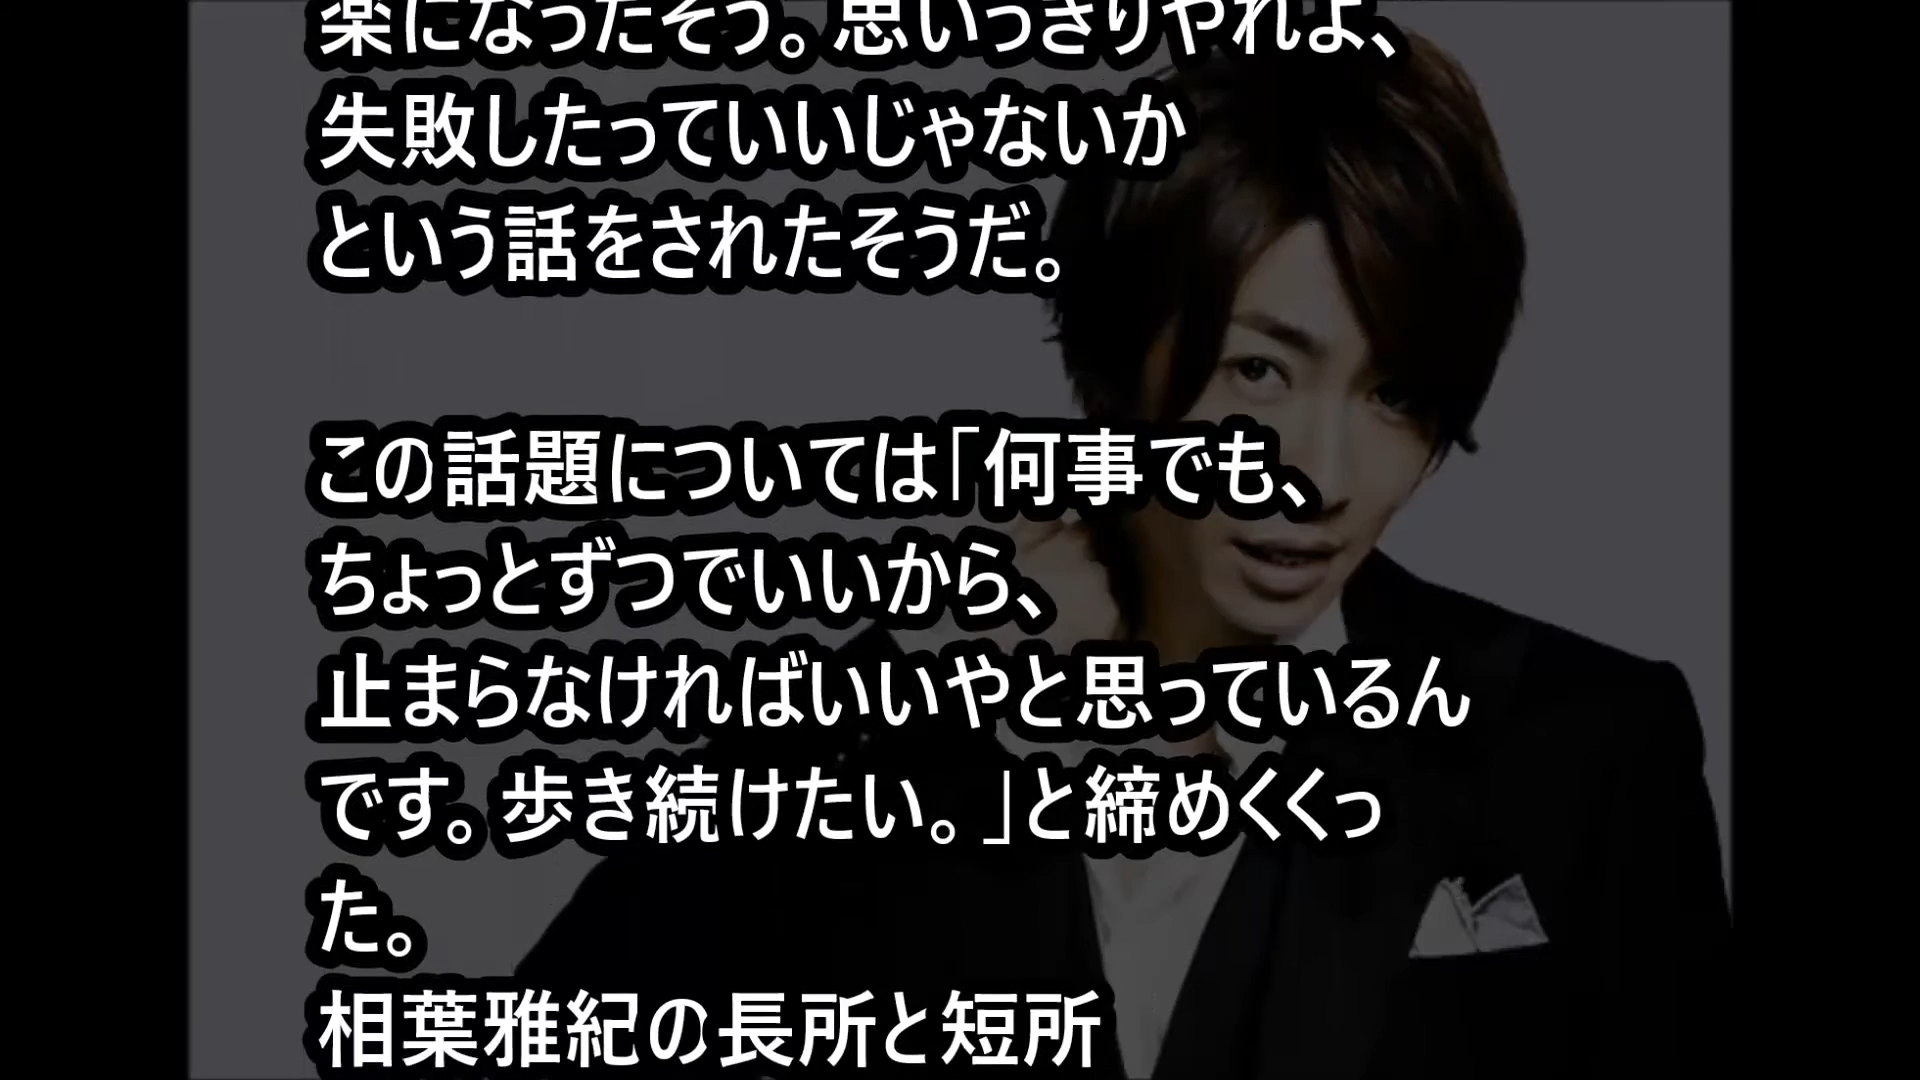 楽になったそう。思いっきりやれよ、
失敗したっていいじゃないか
という話をされたそうだ。
この話題については「何事でも、
ちょっとずつでいいから、
止まらなければいいやと思っているん
です。歩き続けたい。」と締めくくっ
た。
相葉雅紀の長所と短所